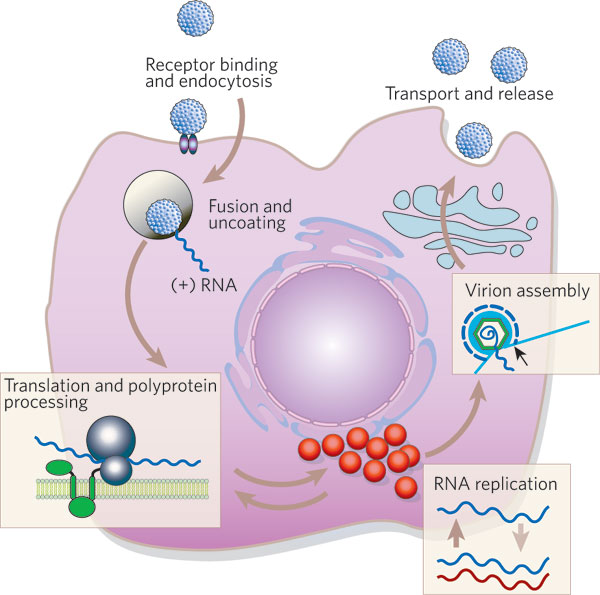 Receptor binding
and endocytosis
Transport and release
Fusion and
uncoating
(+) RNA
Virion assembly
Translation and polyprotein
processing
RNA replication